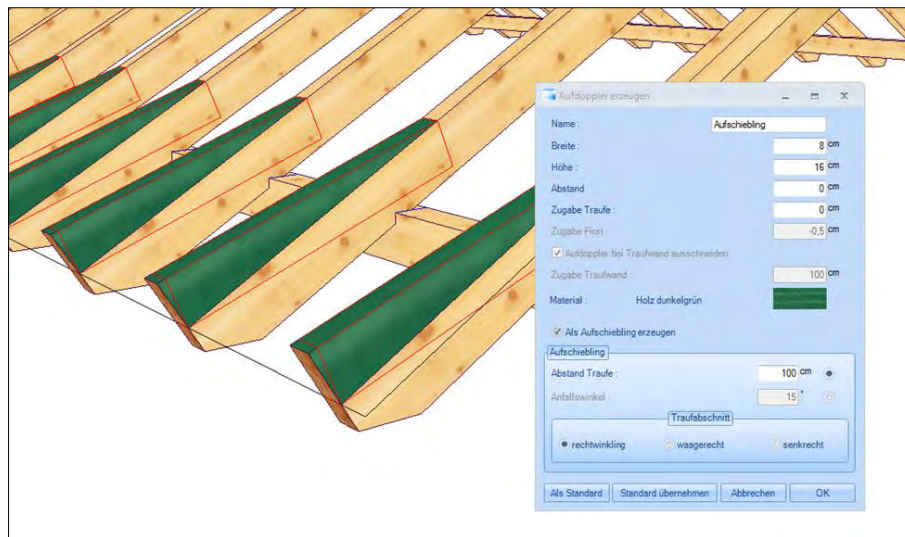 Aufdoppler erzeugen
Name : Aufschiebling
Breite : 8 cm
Höhe : 16 cm
Abstand 0 cm
Zugabe Traufe : 0 cm
Zugabe First -0,5 cm
Aufdoppler bei Traufwand ausschneiden
Zugabe Traufwand : 100 cm
Material : Holz dunkelgrün
Als Aufschiebling erzeugen
Aufschiebling
Abstand Traufe : 100 cm
Anfallswinkel 15 °
Traufabschnitt
rechtwinkling waagerecht senkrecht
Als Standard Standard übernehmen Abbrechen OK